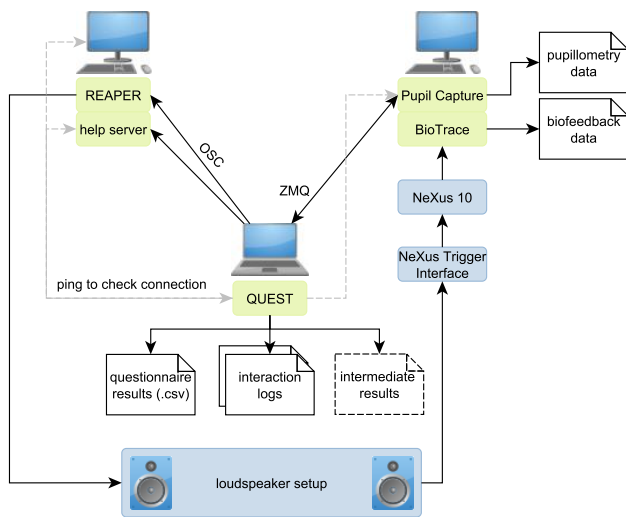 REAPER
help server
Pupil Capture
BioTrace
pupillometry
data
biofeedback
data
OSC
ZMQ
NeXus 10
NeXus Trigger
Interface
ping to check connection
QUEST
questionnaire
results (.csv)
interaction
logs
intermediate
results
loudspeaker setup